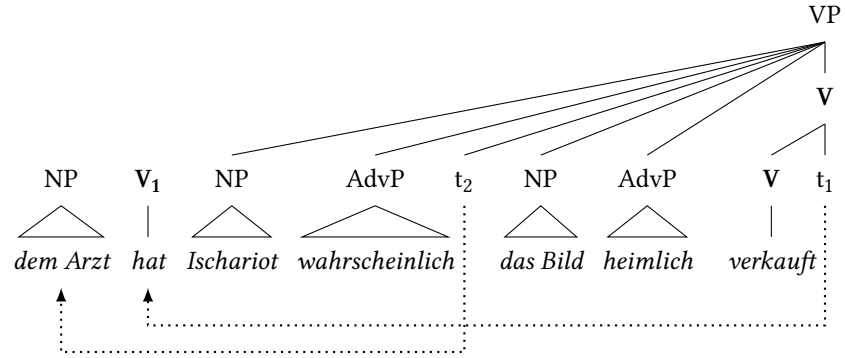 VP
V
NP V₁ NP AdvP t₂ NP AdvP V t₁
dem Arzt hat Ischariot wahrscheinlich das Bild heimlich verkauft